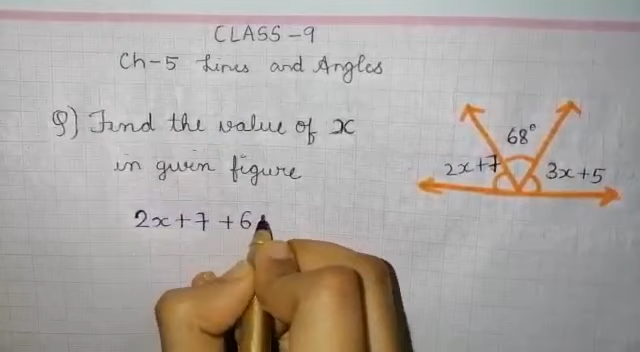 CLASS-9
Ch-5 Lines and Angles
Q) Find the value of x
in given figure
68°
2x+7
3x+5
2x+7+6